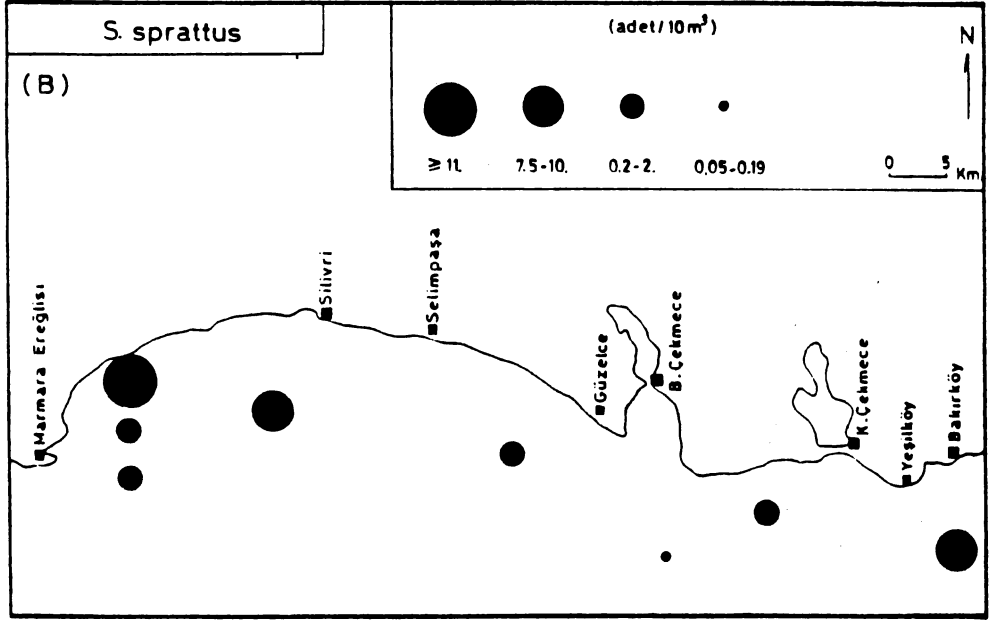 S. sprattus
(B)
(adet/10m³)
N
≥ 11.
7.5-10.
0.2-2.
0,05-0.19
0 5 Km
Marmara Ereğlisi
Silivri
Selimpaşa
Güzelce
B.Çekmece
K.Çekmece
Yeşilköy
Bakırköy